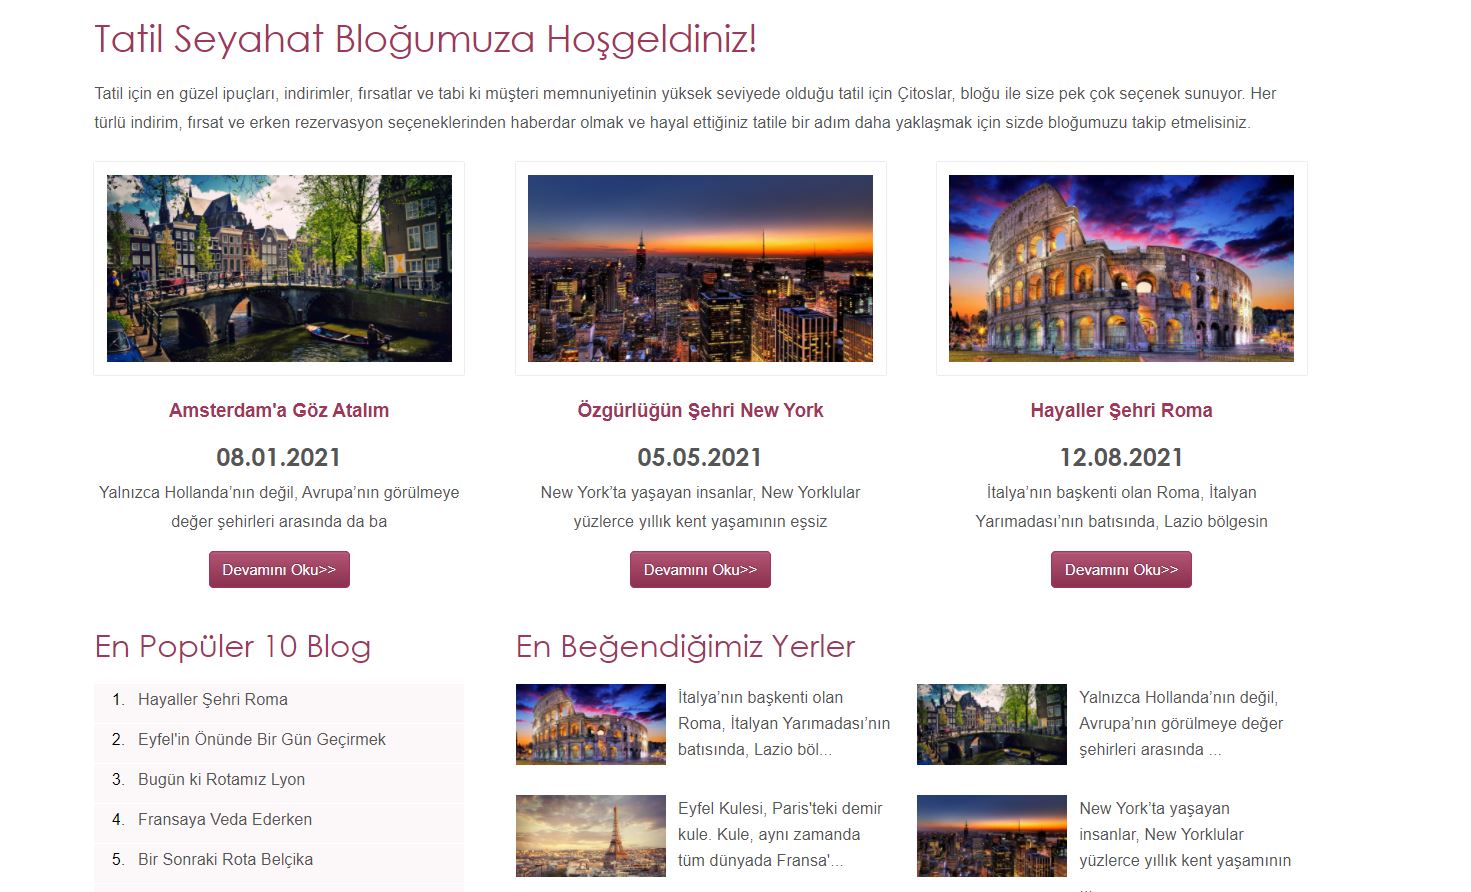 Tatil Seyahat Bloğumuza Hoşgeldiniz!
Tatil için en güzel ipuçları, indirimler, fırsatlar ve tabi ki müşteri memnuniyetinin yüksek seviyede olduğu tatil için Çitoslar, bloğu ile size pek çok seçenek sunuyor. Her
türlü indirim, fırsat ve erken rezervasyon seçeneklerinden haberdar olmak ve hayal ettiğiniz tatile bir adım daha yaklaşmak için sizde bloğumuzu takip etmelisiniz.
Amsterdam'a Göz Atalım
08.01.2021
Yalnızca Hollanda’nın değil, Avrupa’nın görülmeye
değer şehirleri arasında da ba
Devamını Oku>>
Özgürlüğün Şehri New York
05.05.2021
New York’ta yaşayan insanlar, New Yorklular
yüzlerce yıllık kent yaşamının eşsiz
Devamını Oku>>
Hayaller Şehri Roma
12.08.2021
İtalya’nın başkenti olan Roma, İtalyan
Yarımadası’nın batısında, Lazio bölgesin
Devamını Oku>>
En Popüler 10 Blog
1. Hayaller Şehri Roma
2. Eyfel'in Önünde Bir Gün Geçirmek
3. Bugün ki Rotamız Lyon
4. Fransaya Veda Ederken
5. Bir Sonraki Rota Belçika
En Beğendiğimiz Yerler
İtalya’nın başkenti olan
Roma, İtalyan Yarımadası’nın
batısında, Lazio böl...
Yalnızca Hollanda’nın değil,
Avrupa’nın görülmeye değer
şehirleri arasında ...
Eyfel Kulesi, Paris'teki demir
kule. Kule, aynı zamanda
tüm dünyada Fransa'...
New York’ta yaşayan
insanlar, New Yorklular
yüzlerce yıllık kent yaşamının
...